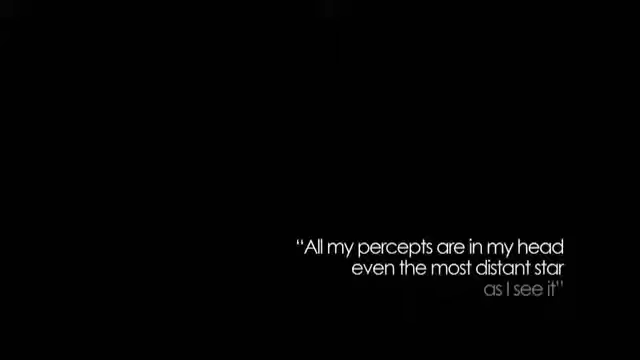 “All my percepts are in my head
even the most distant star
as I see it”